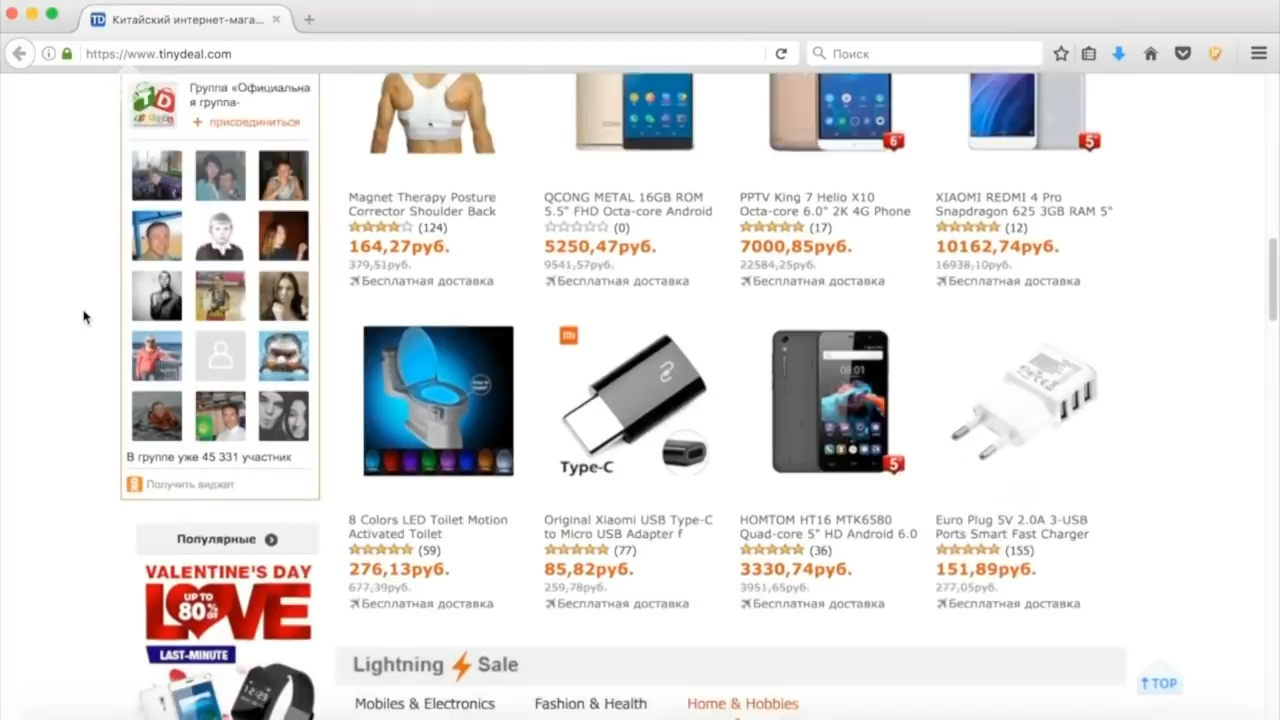 TD Китайский интернет-мага...
https://www.tinydeal.com
Поиск
Группа «Официальна
я группа-
+ присоединиться
В группе уже 45 331 участник
Получить виджет
Популярные
VALENTINE'S DAY
UP TO
80%
LOVE
LAST-MINUTE
6"
5"
Magnet Therapy Posture
Corrector Shoulder Back
(124)
164,27руб.
379,51руб.
Бесплатная доставка
QCONG METAL 16GB ROM
5.5" FHD Octa-core Android
(0)
5250,47руб.
9541,57руб.
Бесплатная доставка
PPTV King 7 Helio X10
Octa-core 6.0" 2K 4G Phone
(17)
7000,85руб.
22584,25руб.
Бесплатная доставка
XIAOMI REDMI 4 Pro
Snapdragon 625 3GB RAM 5"
(12)
10162,74руб.
16938,10руб.
Бесплатная доставка
Type-C
08:01
5"
8 Colors LED Toilet Motion
Activated Toilet
(59)
276,13руб.
677,39руб.
Бесплатная доставка
Original Xiaomi USB Type-C
to Micro USB Adapter f
(77)
85,82руб.
259,78руб.
Бесплатная доставка
HOMTOM HT16 MTK6580
Quad-core 5" HD Android 6.0
(36)
3330,74руб.
3951,65руб.
Бесплатная доставка
Euro Plug 5V 2.0A 3-USB
Ports Smart Fast Charger
(155)
151,89руб.
277,05руб.
Бесплатная доставка
Lightning Sale
Mobiles & Electronics
Fashion & Health
Home & Hobbies
TOP